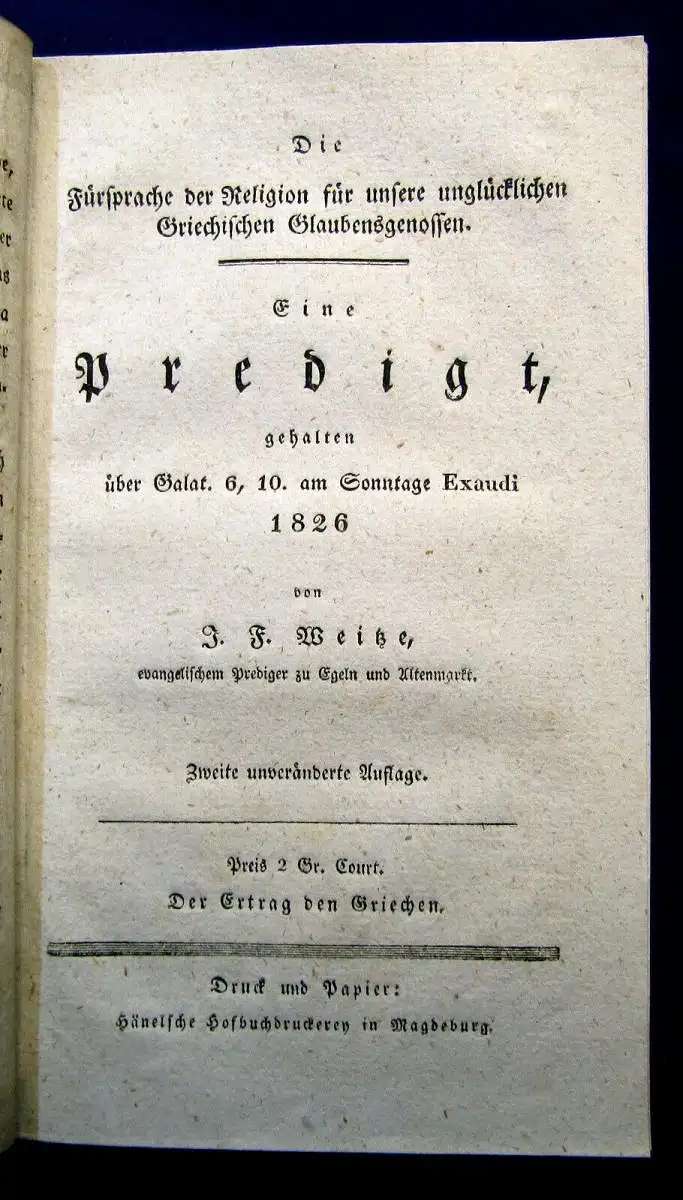 Die
Fürsprache der Religion für unsere unglücklichen
Griechischen Glaubensgenossen.
Eine
Predigt,
gehalten
über Galat. 6, 10. am Sonntage Exaudi
1826
von
J. F. Weitze,
evangelischem Prediger zu Egeln und Altenmarkt.
Zweite unveränderte Auflage.
Preis 2 Gr. Court.
Der Ertrag den Griechen.
Druck und Papier:
Hänelsche Hofbuchdruckerey in Magdeburg.